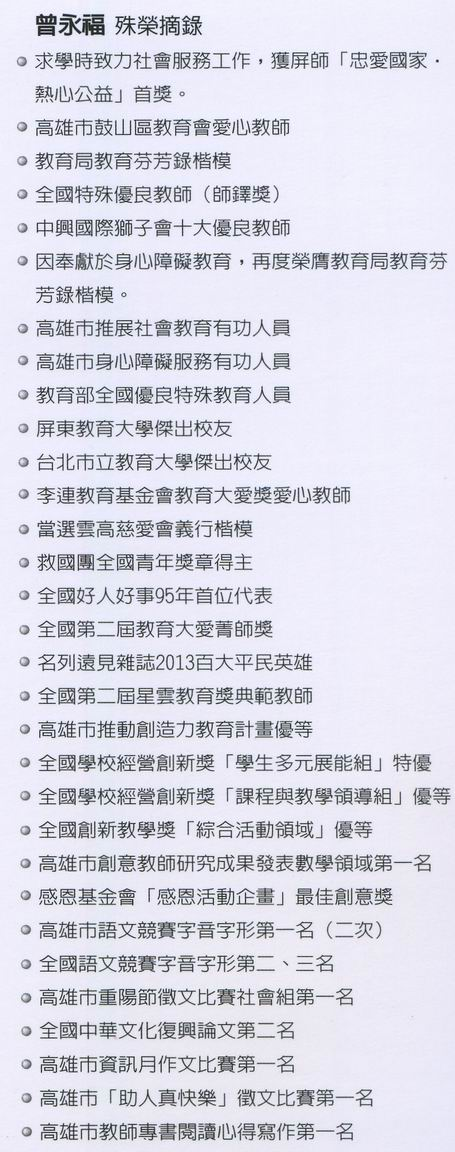 曾永福 殊榮摘錄
求學時致力社會服務工作，獲屏師「忠愛國家・
熱心公益」首獎。
高雄市鼓山區教育會愛心教師
教育局教育芬芳錄楷模
全國特殊優良教師（師鐸獎）
中興國際獅子會十大優良教師
因奉獻於身心障礙教育，再度榮膺教育局教育芬
芳錄楷模。
高雄市推展社會教育有功人員
高雄市身心障礙服務有功人員
教育部全國優良特殊教育人員
屏東教育大學傑出校友
台北市立教育大學傑出校友
李連教育基金會教育大愛獎愛心教師
當選雲高慈愛會義行楷模
救國團全國青年獎章得主
全國好人好事95年首位代表
全國第二屆教育大愛菁師獎
名列遠見雜誌2013百大平民英雄
全國第二屆星雲教育獎典範教師
高雄市推動創造力教育計畫優等
全國學校經營創新獎「學生多元展能組」特優
全國學校經營創新獎「課程與教學領導組」優等
全國創新教學獎「綜合活動領域」優等
高雄市創意教師研究成果發表數學領域第一名
感恩基金會「感恩活動企畫」最佳創意獎
高雄市語文競賽字音字形第一名（二次）
全國語文競賽字音字形第二、三名
高雄市重陽節徵文比賽社會組第一名
全國中華文化復興論文第二名
高雄市資訊月作文比賽第一名
高雄市「助人真快樂」徵文比賽第一名
高雄市教師專書閱讀心得寫作第一名